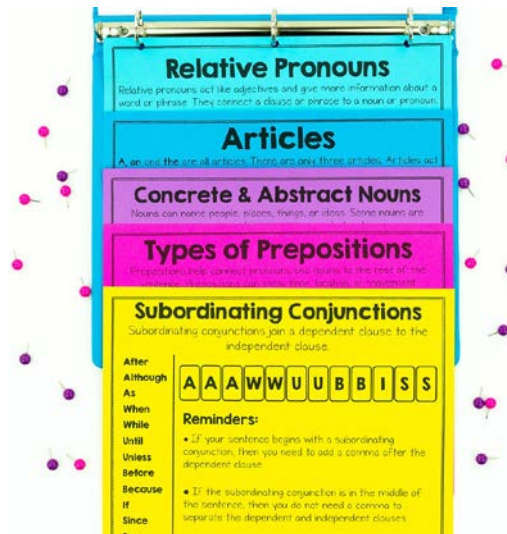 Relative Pronouns
Relative pronouns act like adjectives and give more information about a
word or phrase. They connect a clause or phrase to a noun or pronoun.
Articles
A, an and the are all articles. There are only three articles. Articles act
Concrete & Abstract Nouns
Nouns can name people, places, things, or ideas. Some nouns are
Types of Prepositions
Prepositions help connect pronouns and nouns to the rest of the
Subordinating Conjunctions
Subordinating conjunctions join a dependent clause to the
independent clause.
After
Although
As
When
While
Until
Unless
Before
Because
If
Since
A A A W W U U B B I S S
Reminders:
• If your sentence begins with a subordinating
conjunction, then you need to add a comma after the
dependent clause
• If the subordinating conjunction is in the middle of
the sentence, then you do not need a comma to
separate the dependent and independent clauses